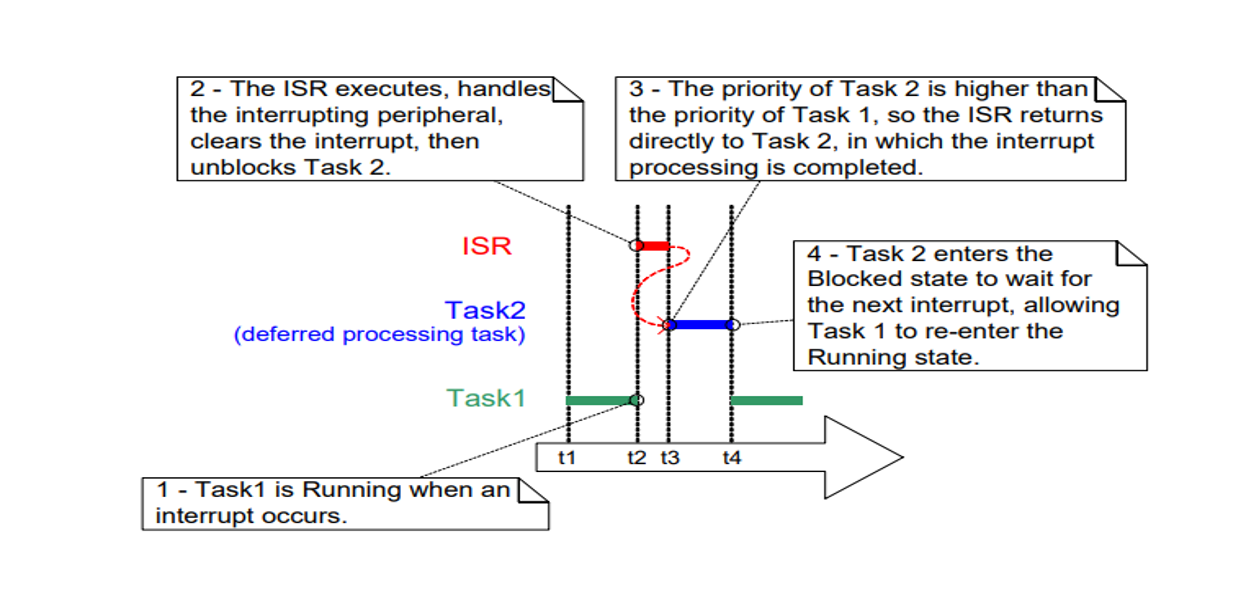 2 - The ISR executes, handles
the interrupting peripheral,
clears the interrupt, then
unblocks Task 2.
3 - The priority of Task 2 is higher than
the priority of Task 1, so the ISR returns
directly to Task 2, in which the interrupt
processing is completed.
ISR
4 - Task 2 enters the
Blocked state to wait for
the next interrupt, allowing
Task 1 to re-enter the
Running state.
Task2
(deferred processing task)
Task1
t1 t2 t3 t4
1 - Task1 is Running when an
interrupt occurs.